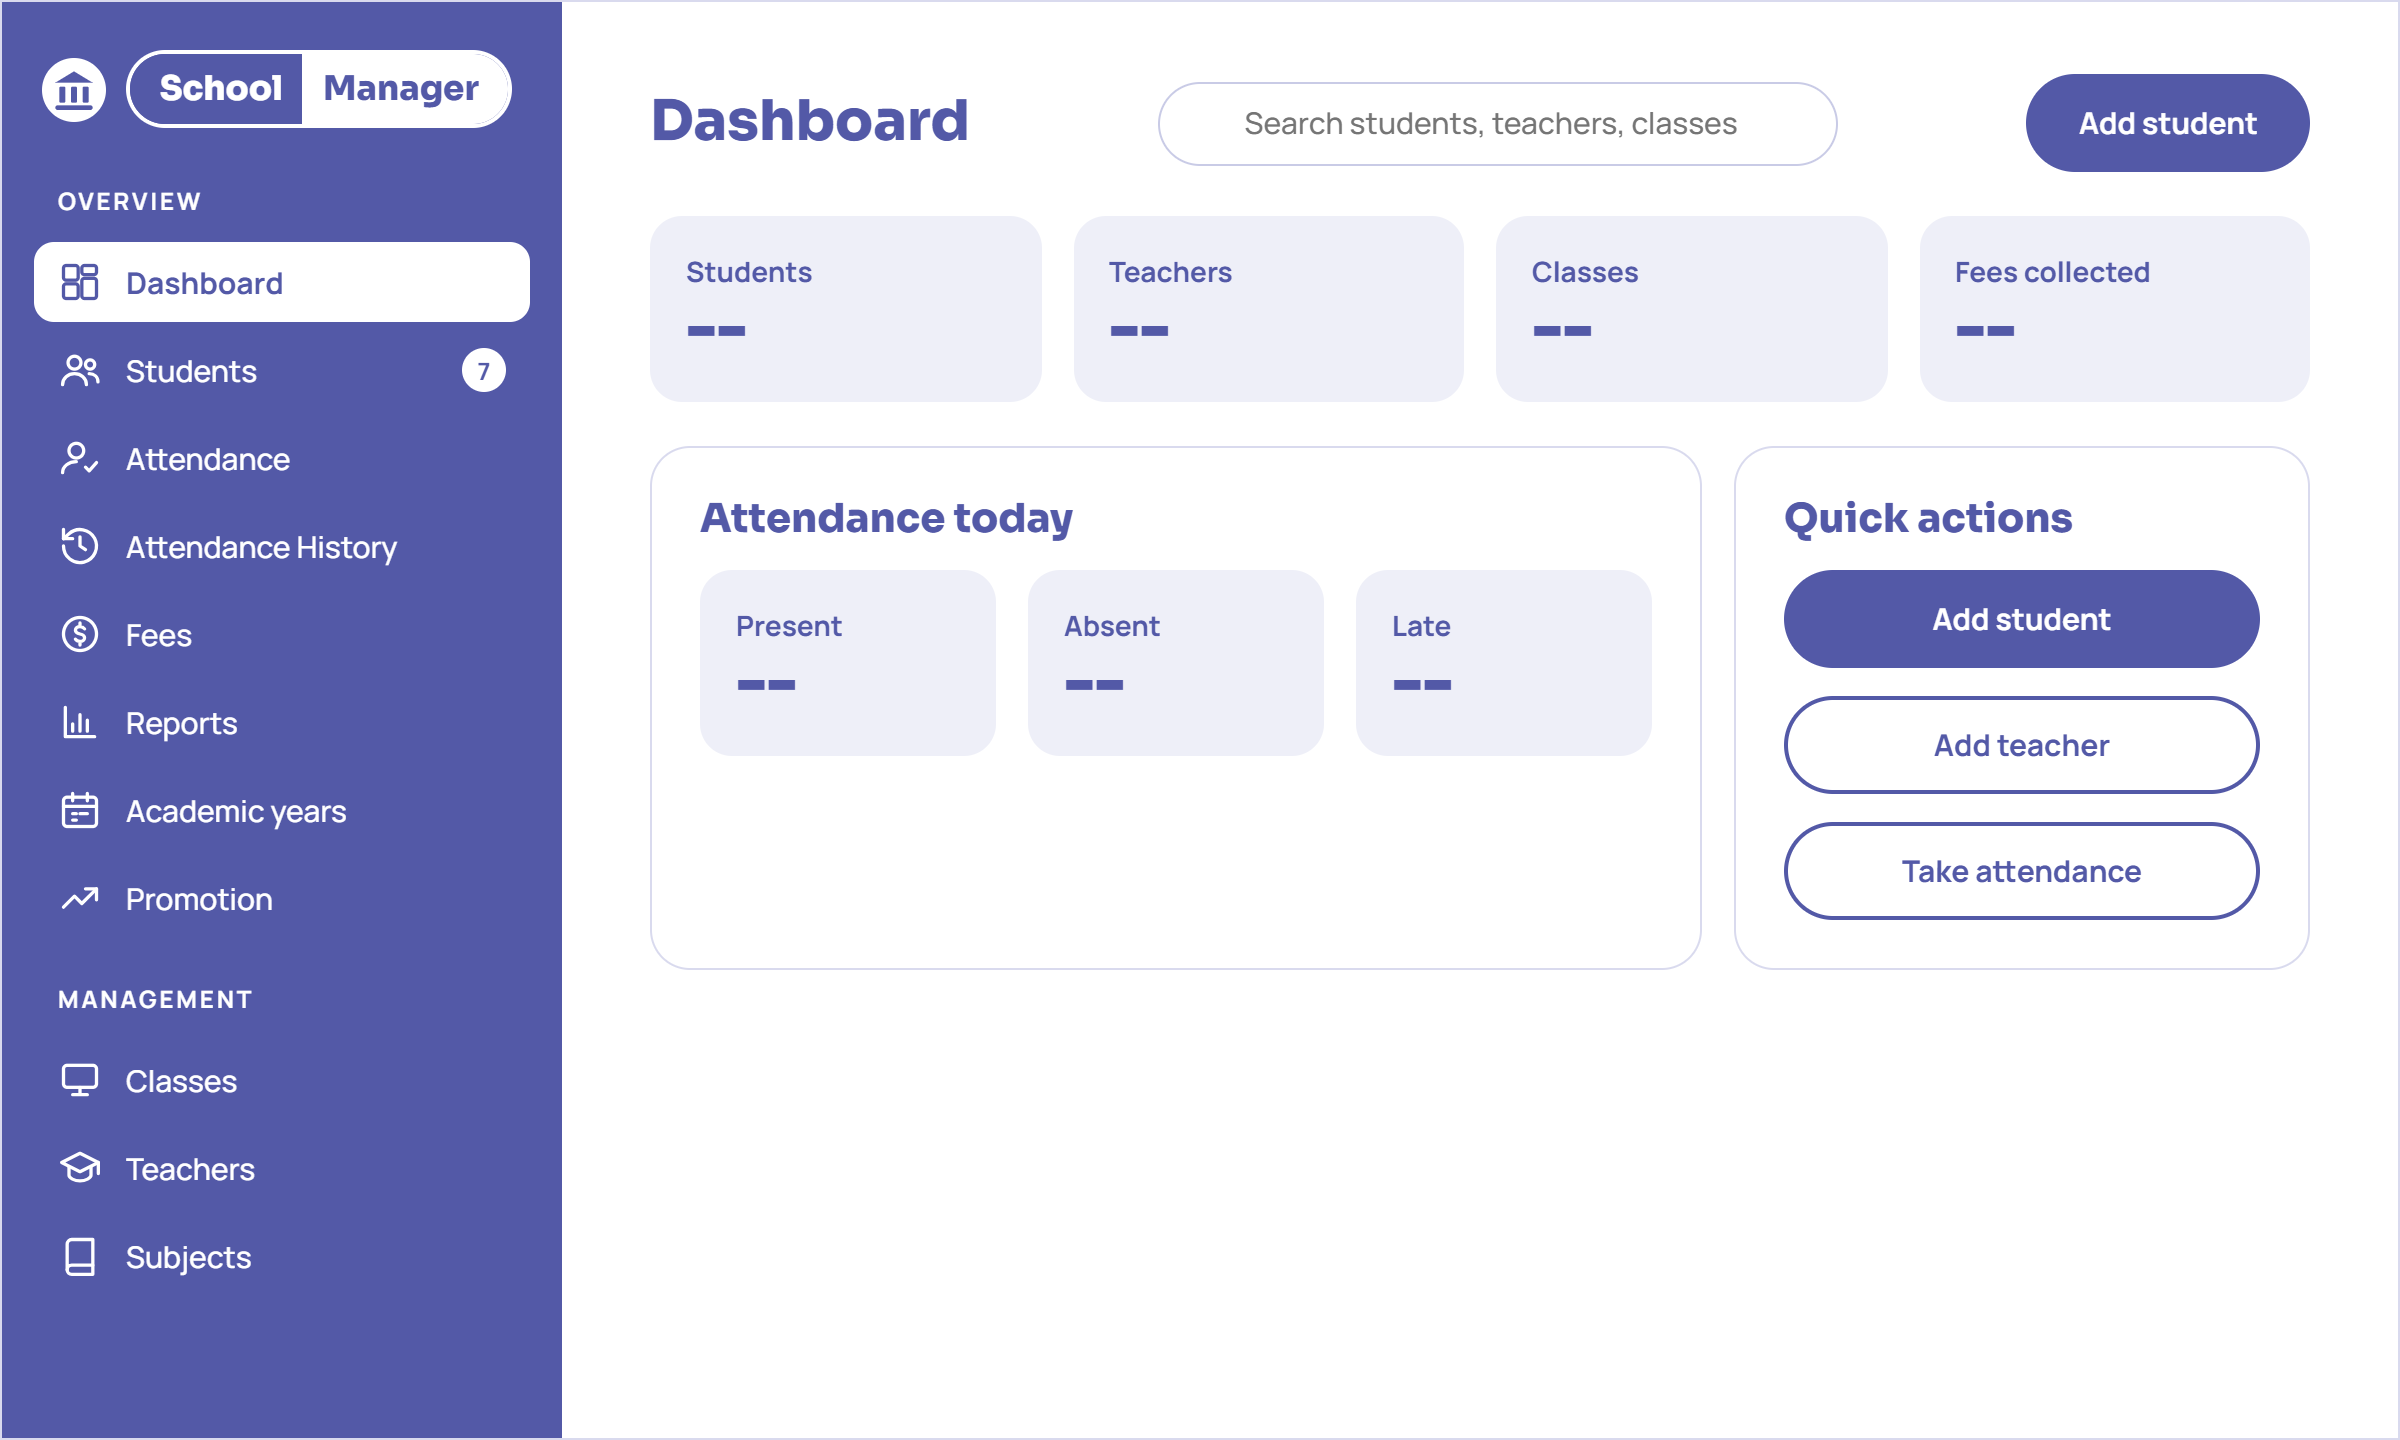 School Manager
OVERVIEW
Dashboard
Students 7
Attendance
Attendance History
Fees
Reports
Academic years
Promotion
MANAGEMENT
Classes
Teachers
Subjects
Dashboard
Search students, teachers, classes
Add student
Students
--
Teachers
--
Classes
--
Fees collected
--
Attendance today
Present
--
Absent
--
Late
--
Quick actions
Add student
Add teacher
Take attendance